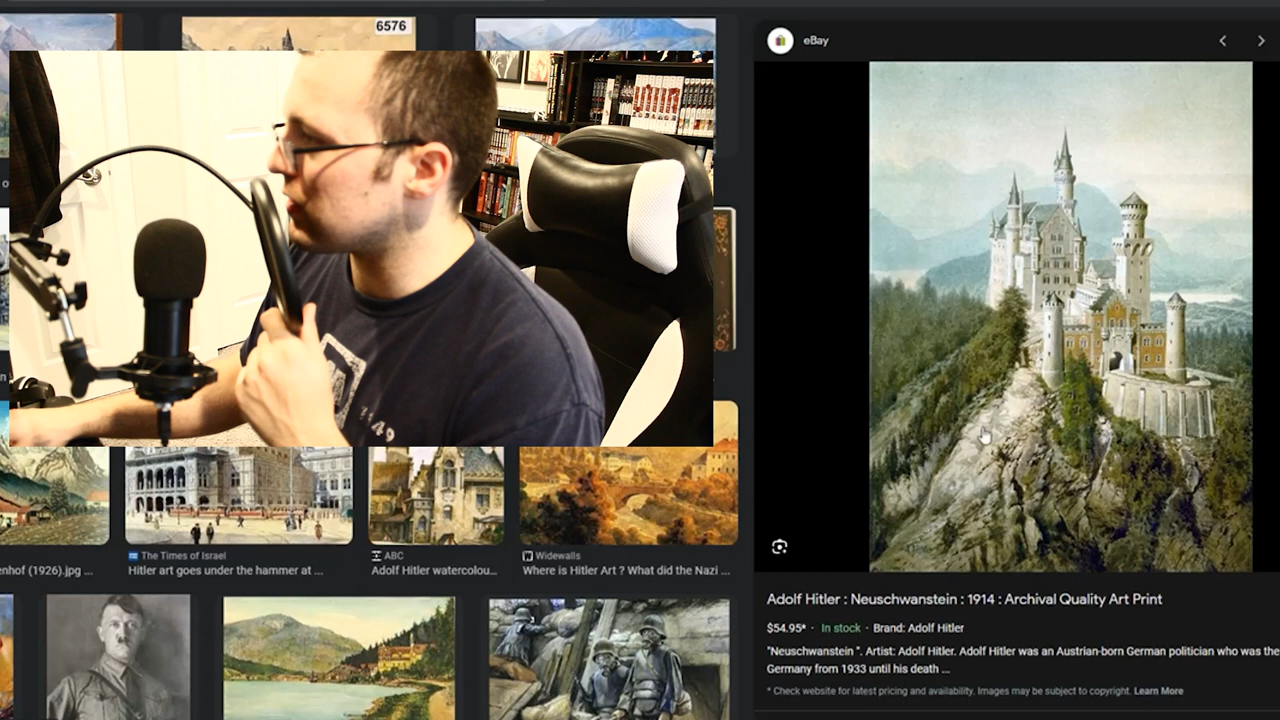 6576
eBay
1149
The Times of Israel
ABC
Widewalls
enhof (1926).jpg ...
Hitler art goes under the hammer at ...
Adolf Hitler watercolou...
Where is Hitler Art ? What did the Nazi ...
Adolf Hitler : Neuschwanstein : 1914 : Archival Quality Art Print
$54.95* · In stock · Brand: Adolf Hitler
"Neuschwanstein ". Artist: Adolf Hitler. Adolf Hitler was an Austrian-born German politician who was the
Germany from 1933 until his death ...
* Check website for latest pricing and availability. Images may be subject to copyright. Learn More